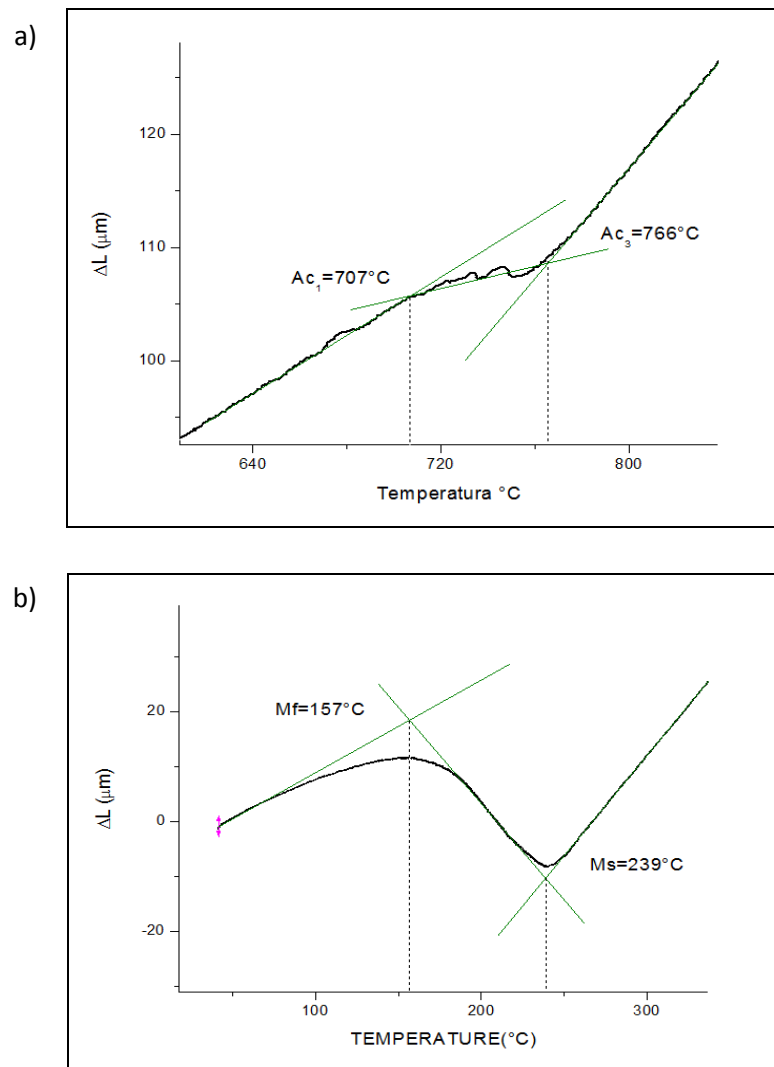 a)
120
110
100
ΔL (μm)
Ac₁=707°C
Ac₃=766°C
640
720
800
Temperatura °C
b)
20
0
-20
ΔL (μm)
Mf=157°C
Ms=239°C
100
200
300
TEMPERATURE(°C)